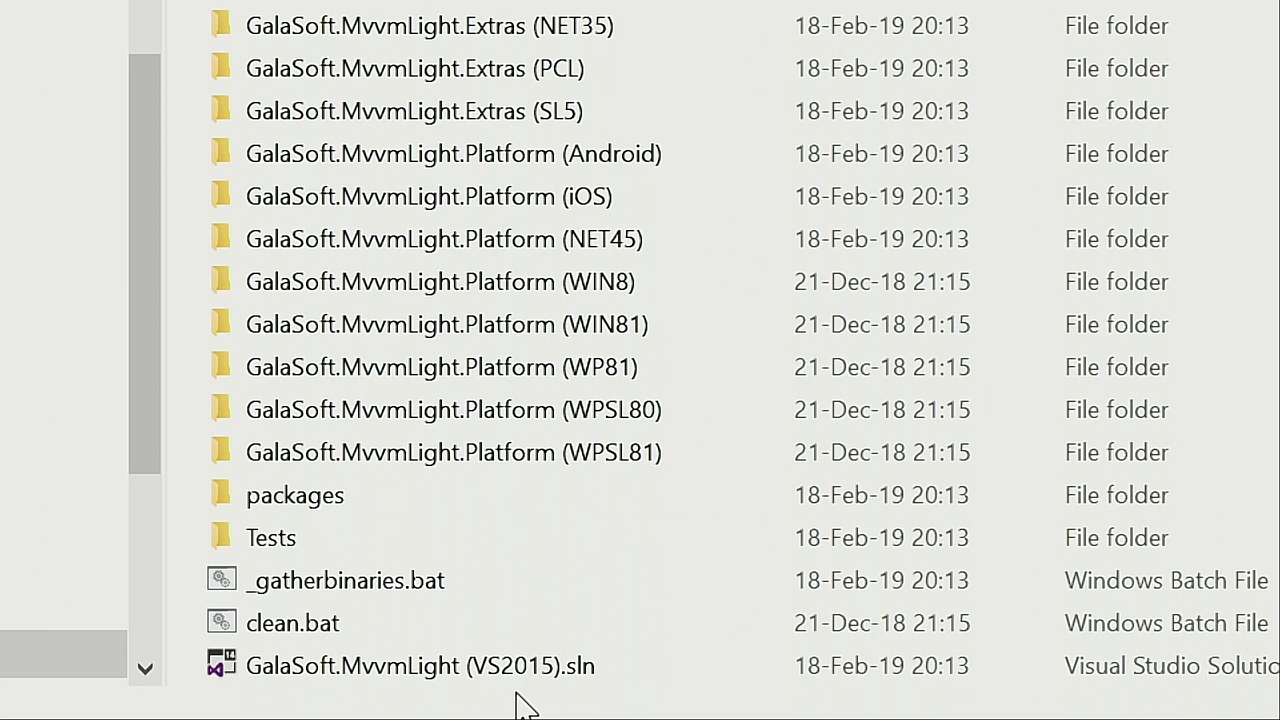 GalaSoft.MvvmLight.Extras (NET35) 18-Feb-19 20:13 File folder
GalaSoft.MvvmLight.Extras (PCL) 18-Feb-19 20:13 File folder
GalaSoft.MvvmLight.Extras (SL5) 18-Feb-19 20:13 File folder
GalaSoft.MvvmLight.Platform (Android) 18-Feb-19 20:13 File folder
GalaSoft.MvvmLight.Platform (iOS) 18-Feb-19 20:13 File folder
GalaSoft.MvvmLight.Platform (NET45) 18-Feb-19 20:13 File folder
GalaSoft.MvvmLight.Platform (WIN8) 21-Dec-18 21:15 File folder
GalaSoft.MvvmLight.Platform (WIN81) 21-Dec-18 21:15 File folder
GalaSoft.MvvmLight.Platform (WP81) 21-Dec-18 21:15 File folder
GalaSoft.MvvmLight.Platform (WPSL80) 21-Dec-18 21:15 File folder
GalaSoft.MvvmLight.Platform (WPSL81) 21-Dec-18 21:15 File folder
packages 18-Feb-19 20:13 File folder
Tests 18-Feb-19 20:13 File folder
_gatherbinaries.bat 18-Feb-19 20:13 Windows Batch File
clean.bat 21-Dec-18 21:15 Windows Batch File
GalaSoft.MvvmLight (VS2015).sln 18-Feb-19 20:13 Visual Studio Solutio